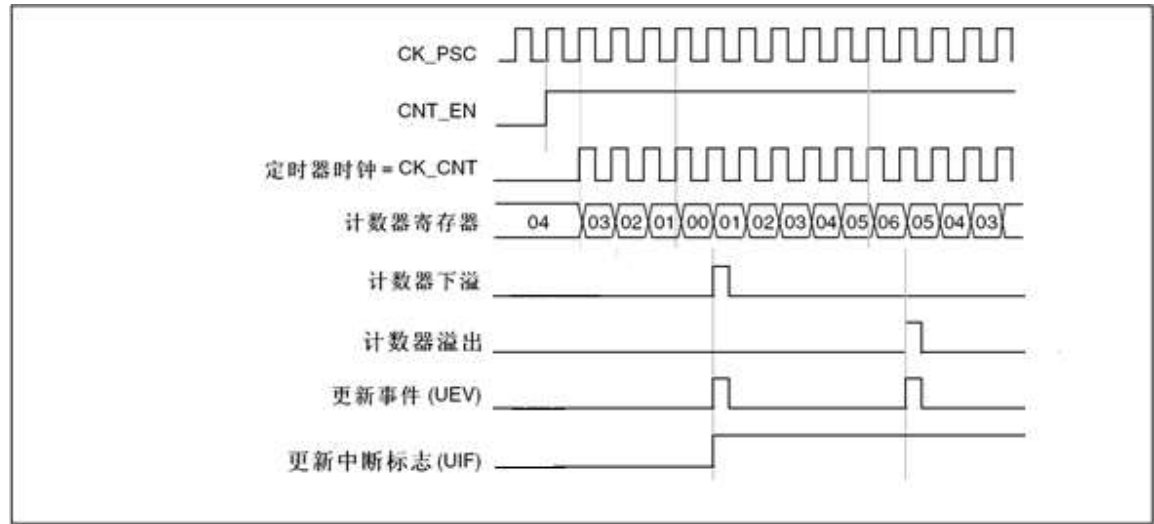 CK_PSC
CNT_EN
定时器时钟 = CK_CNT
计数器寄存器 04 03 02 01 00 01 02 03 04 05 06 05 04 03
计数器下溢
计数器溢出
更新事件 (UEV)
更新中断标志 (UIF)